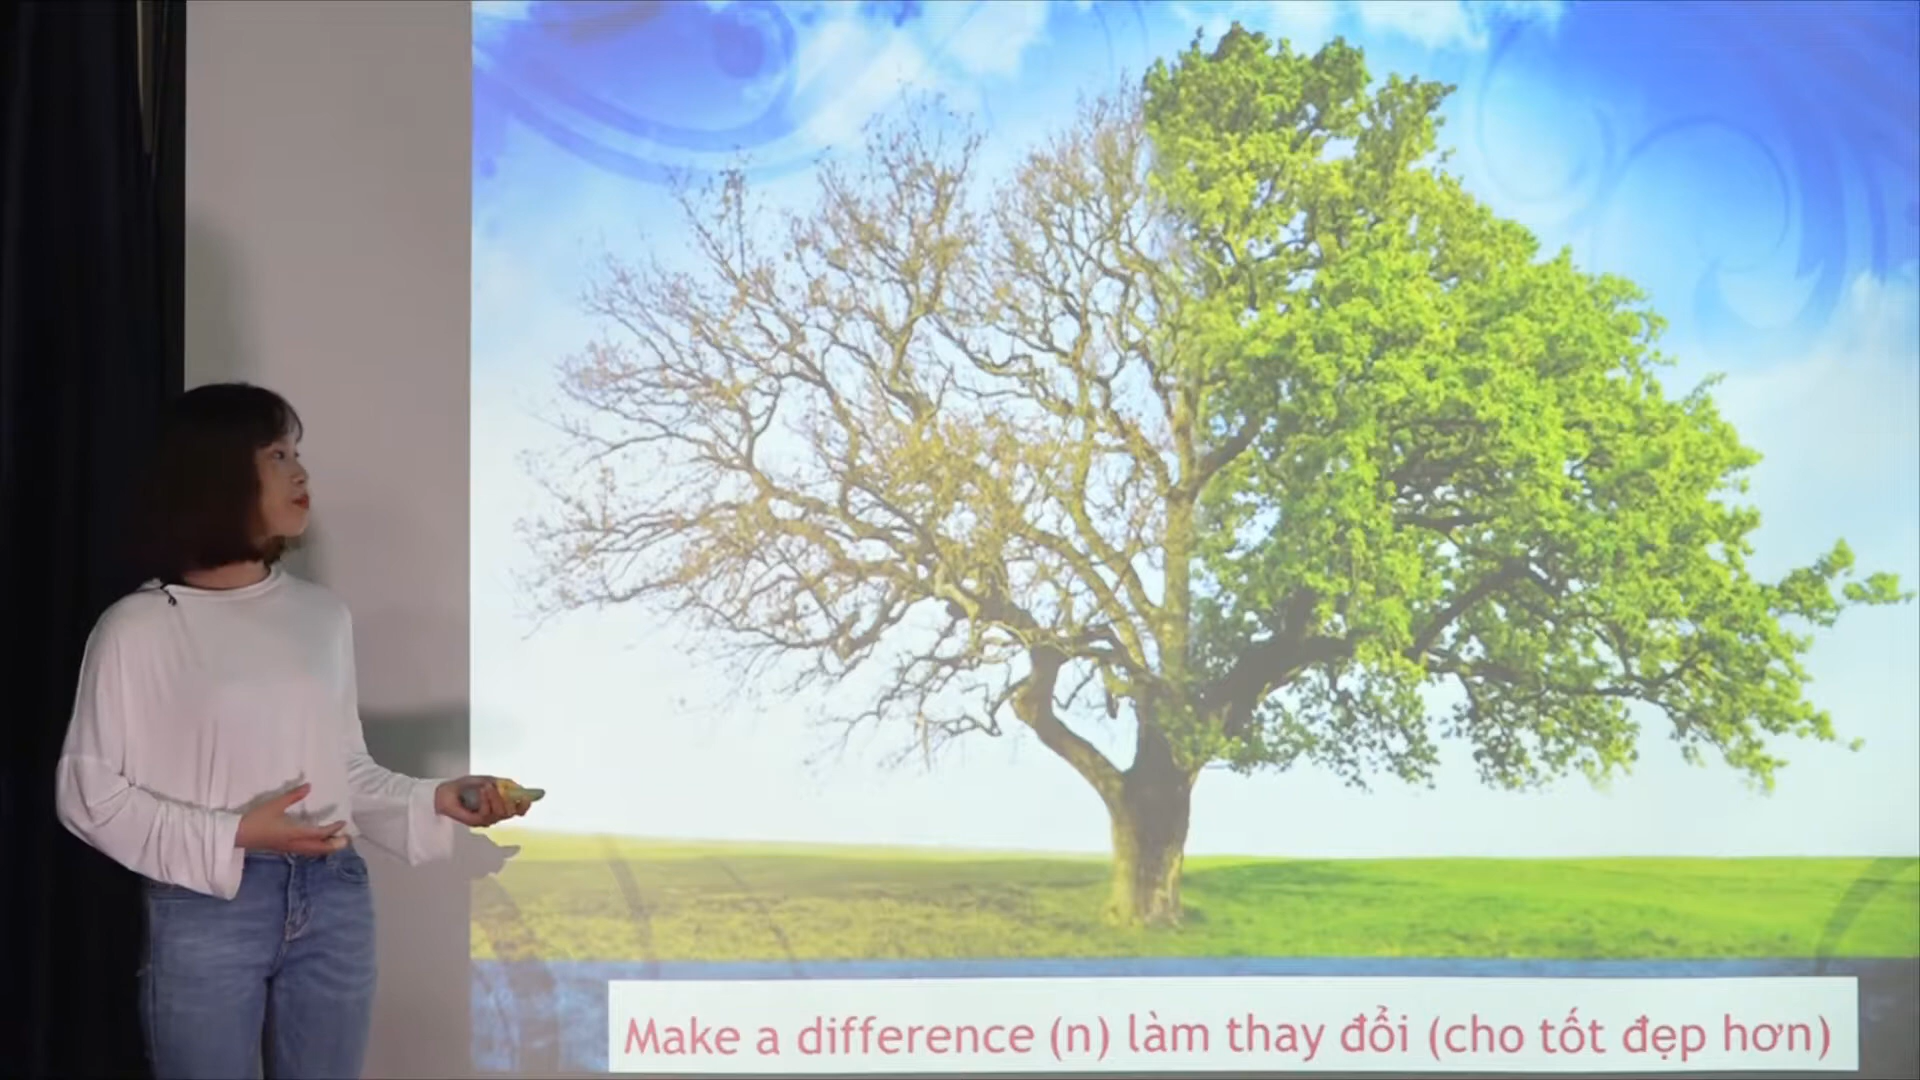 Make a difference (n) làm thay đổi (cho tốt đẹp hơn)